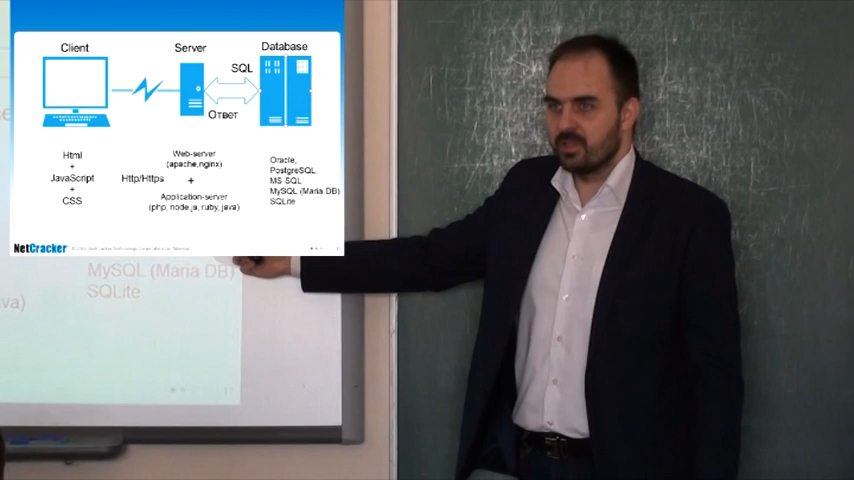 Client
Server
Database
SQL
Ответ
Html
+
JavaScript
+
CSS
Http/Https
Web-server
(apache,nginx)
+
Application-server
(php, node.js, ruby, java)
Oracle,
PostgreSQL,
MS SQL
MySQL (Maria DB)
SQLite
NetCracker
MySQL (Maria DB)
SQLite
va)